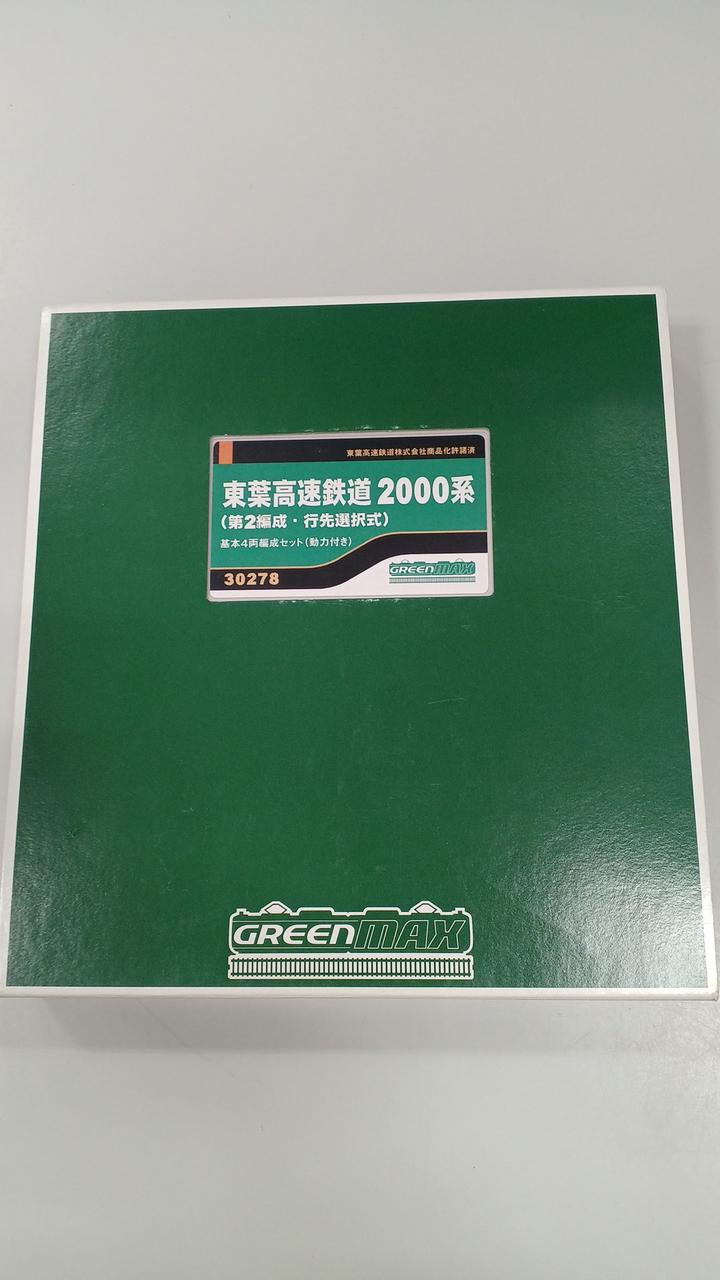 東葉高速鉄道株式会社商品化許諾済
東葉高速鉄道 2000系
(第2編成・行先選択式)
基本4両編成セット(動力付き)
30278
GREENMAX
GREENMAX